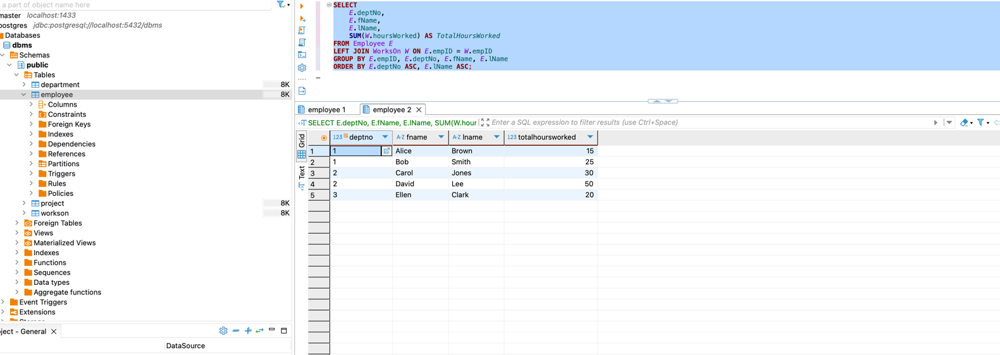 a part of object name here
master localhost:1433
postgres jdbc:postgresql://localhost:5432/dbms
Databases
dbms
Schemas
public
Tables
department 8K
employee 8K
Columns
Constraints
Foreign Keys
Indexes
Dependencies
References
Partitions
Triggers
Rules
Policies
project 8K
workson 8K
Foreign Tables
Views
Materialized Views
Indexes
Functions
Sequences
Data types
Aggregate functions
Event Triggers
Extensions
ject - General
DataSource
SELECT
E.deptNo,
E.fName,
E.lName,
SUM(W.hoursWorked) AS TotalHoursWorked
FROM Employee E
LEFT JOIN WorksOn W ON E.empID = W.empID
GROUP BY E.empID, E.deptNo, E.fName, E.lName
ORDER BY E.deptNo ASC, E.lName ASC;
employee 1 employee 2
SELECT E.deptNo, E.fName, E.lName, SUM(W.hour Enter a SQL expression to filter results (use Ctrl+Space)
Grid
Text
123 deptno A-Z fname A-Z lname 123 totalhoursworked
1 1 Alice Brown 15
2 1 Bob Smith 25
3 2 Carol Jones 30
4 2 David Lee 50
5 3 Ellen Clark 20